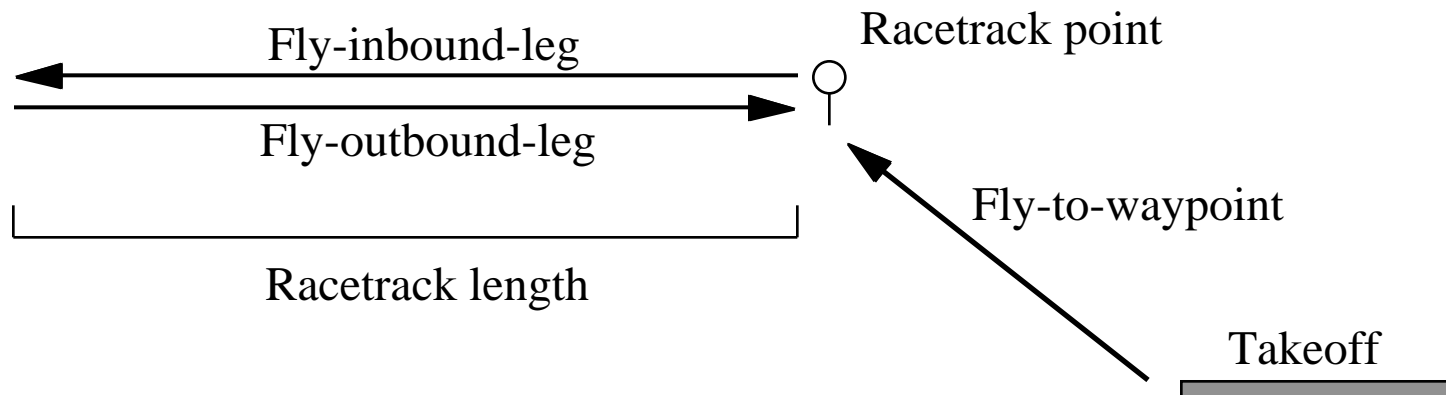 Racetrack point
Fly-inbound-leg
Fly-outbound-leg
Fly-to-waypoint
Racetrack length
Takeoff